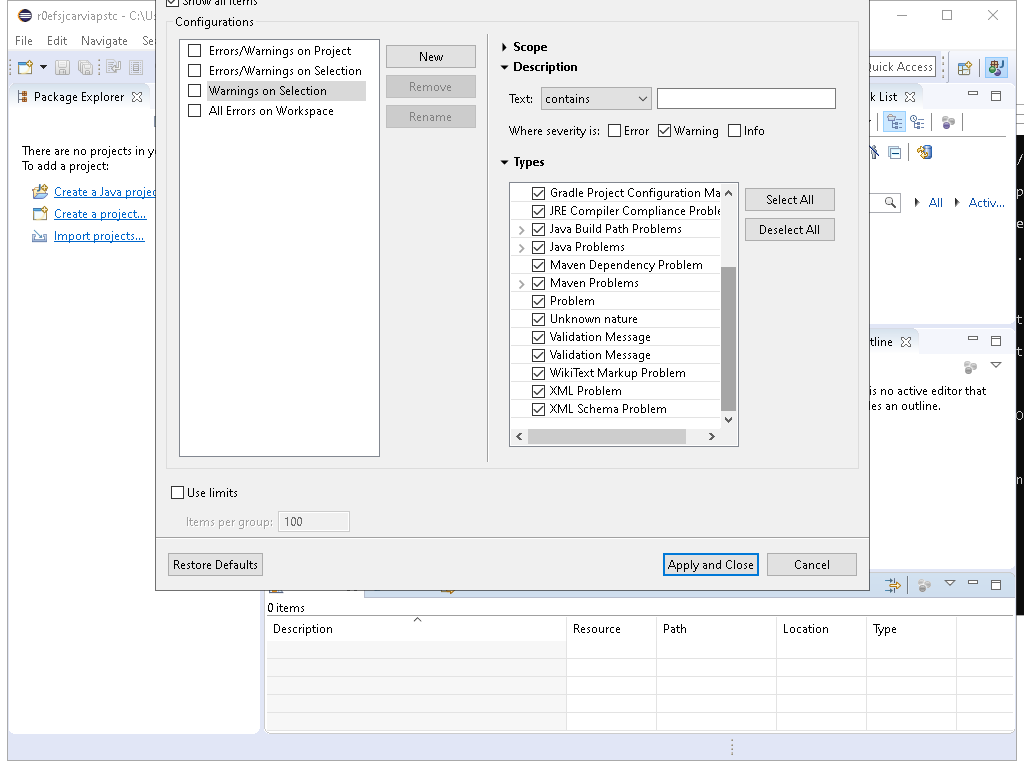 r0efsjcarviapstc - C:\Us
Show all items
File Edit Navigate Se
Configurations
Errors/Warnings on Project
Errors/Warnings on Selection
Warnings on Selection
All Errors on Workspace
New
Remove
Rename
Scope
Description
Text: contains
Where severity is: Error Warning Info
Types
Gradle Project Configuration Ma
JRE Compiler Compliance Proble
Java Build Path Problems
Java Problems
Maven Dependency Problem
Maven Problems
Problem
Unknown nature
Validation Message
Validation Message
WikiText Markup Problem
XML Problem
XML Schema Problem
Select All
Deselect All
Use limits
Items per group: 100
Restore Defaults
Apply and Close
Cancel
Package Explorer
There are no projects in y
To add a project:
Create a Java projec
Create a project...
Import projects...
uick Access
k List
All Activ...
tline
is no active editor that
les an outline.
0 items
Description Resource Path Location Type